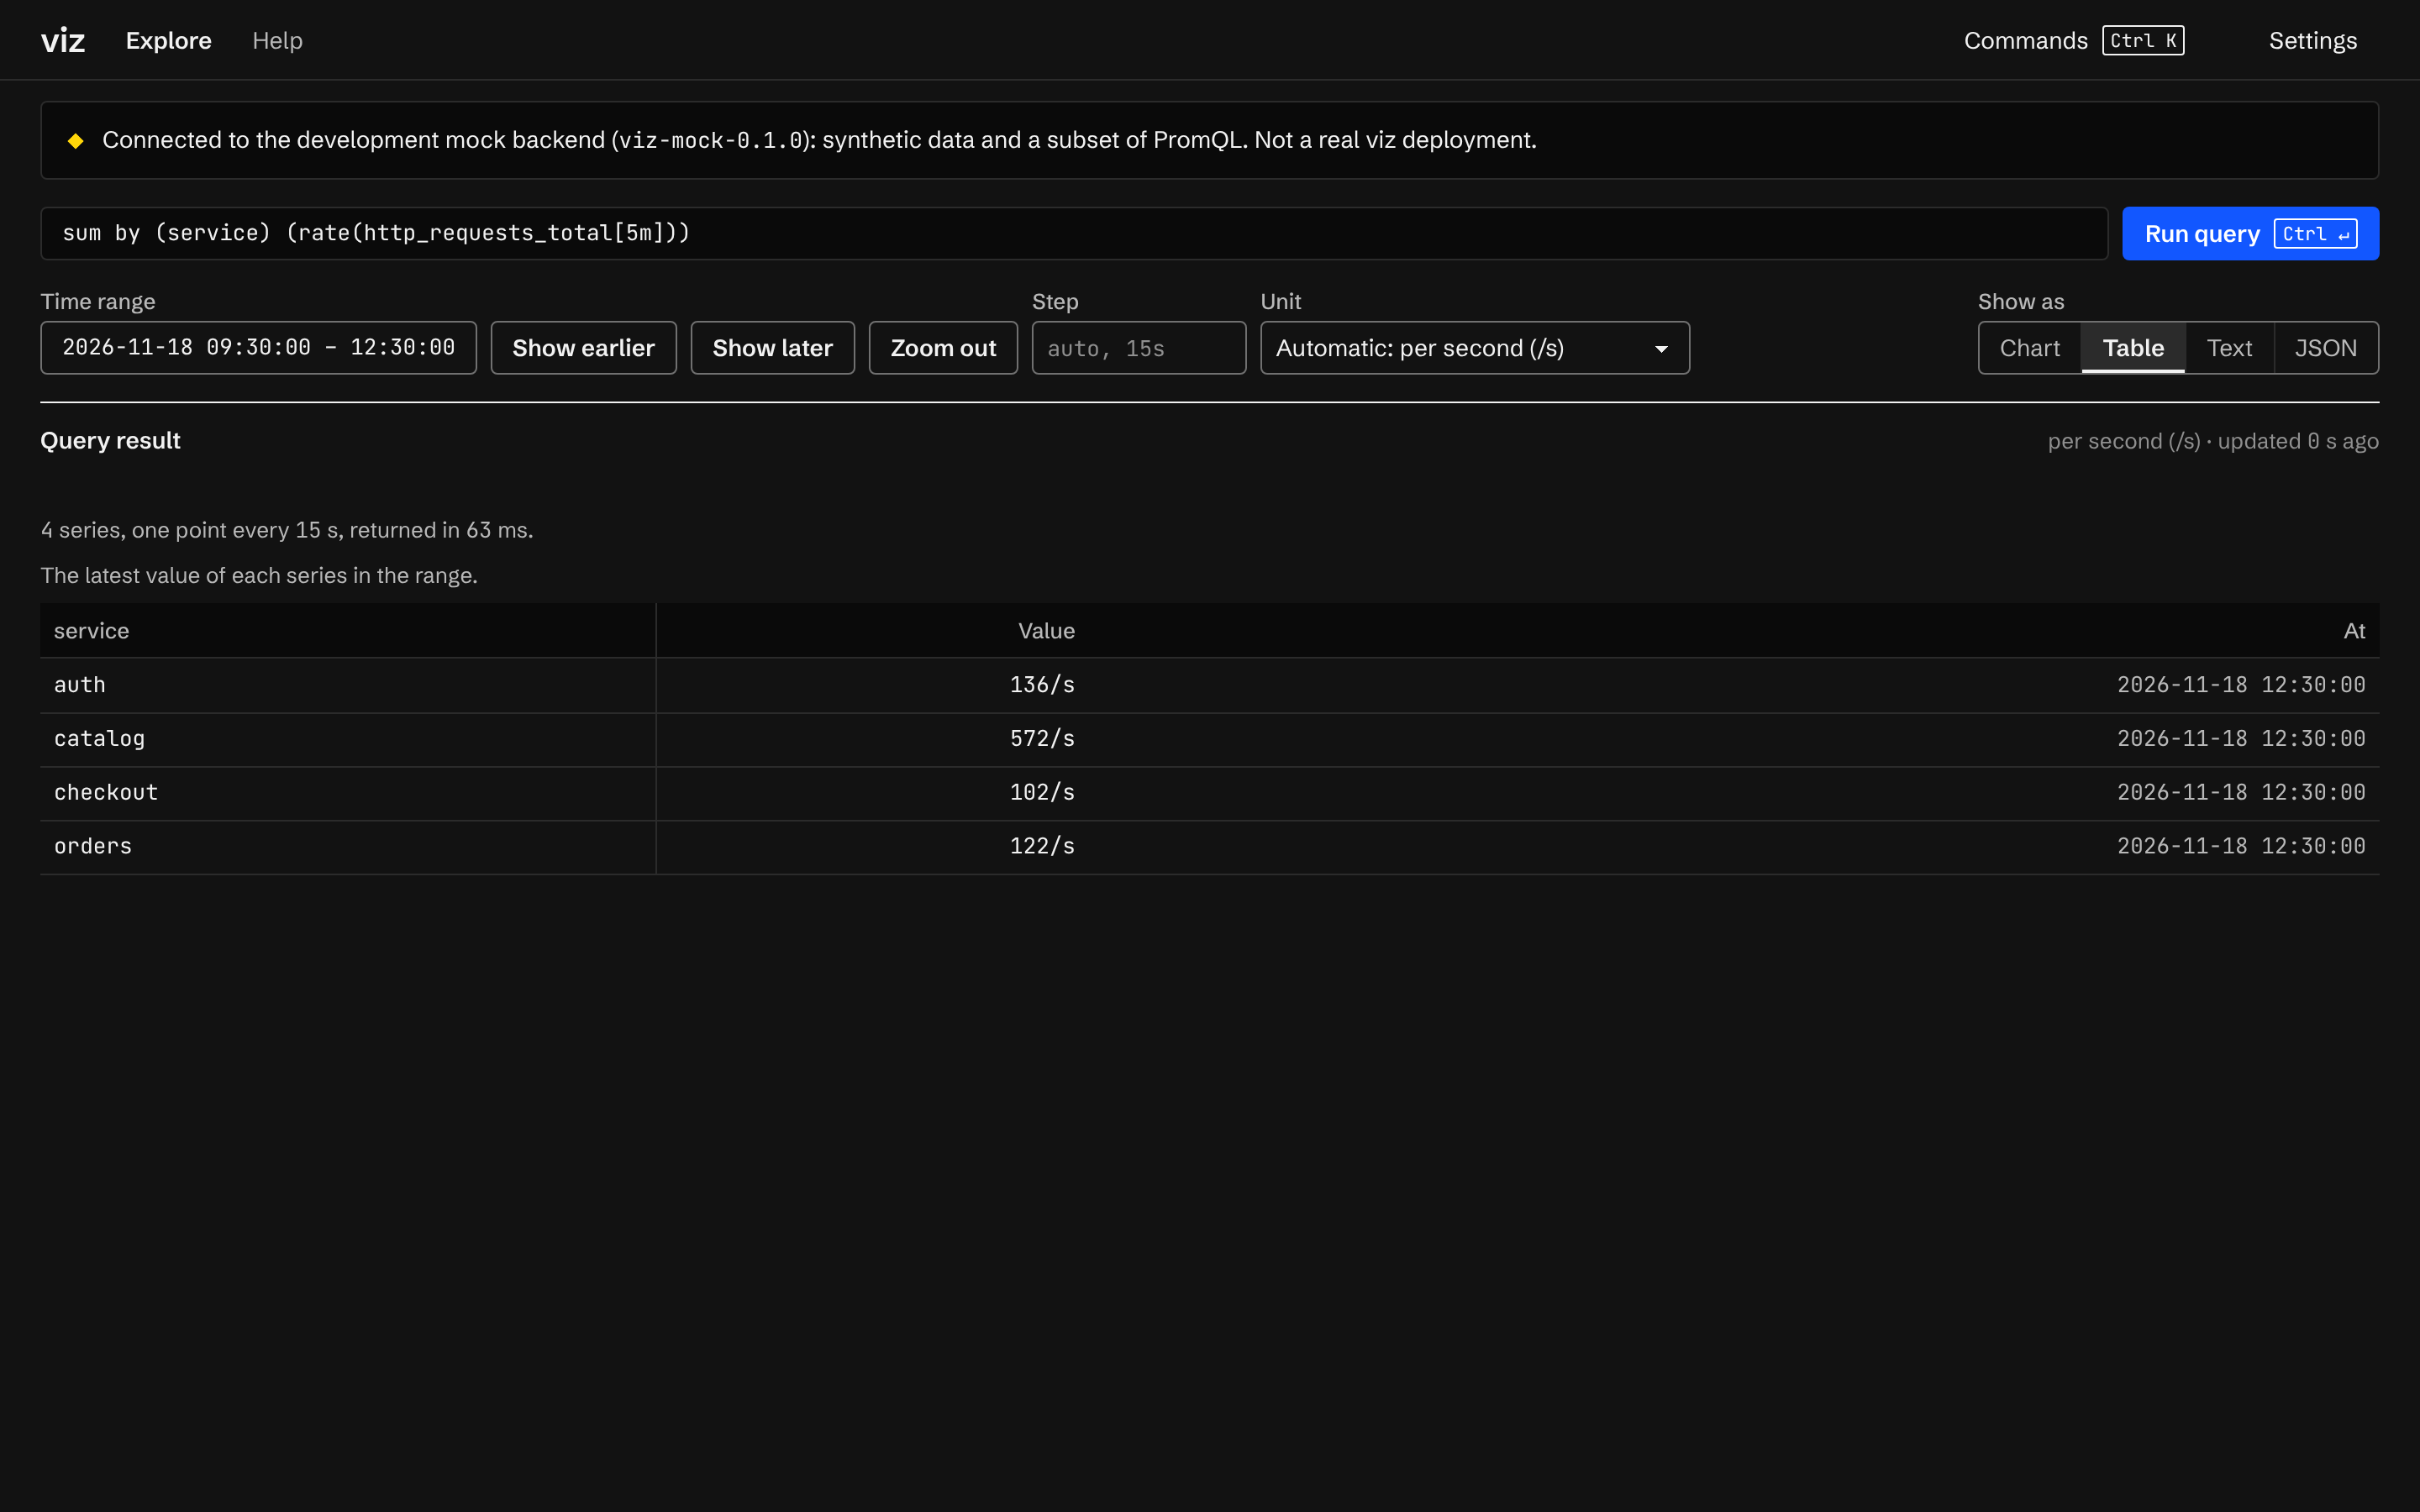 viz Explore Help Commands Ctrl K Settings
Connected to the development mock backend (viz-mock-0.1.0): synthetic data and a subset of PromQL. Not a real viz deployment.
sum by (service) (rate(http_requests_total[5m])) Run query Ctrl ↵
Time range Step Unit Show as
2026-11-18 09:30:00 – 12:30:00 Show earlier Show later Zoom out auto, 15s Automatic: per second (/s) Chart Table Text JSON
Query result per second (/s) · updated 0 s ago
4 series, one point every 15 s, returned in 63 ms.
The latest value of each series in the range.
service Value At
auth 136/s 2026-11-18 12:30:00
catalog 572/s 2026-11-18 12:30:00
checkout 102/s 2026-11-18 12:30:00
orders 122/s 2026-11-18 12:30:00